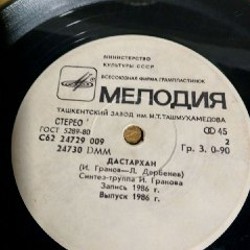 МИНИСТЕРСТВО
КУЛЬТУРЫ СССР
ВСЕСОЮЗНАЯ ФИРМА ГРАМПЛАСТИНОК
МЕЛОДИЯ
ТАШКЕНТСКИЙ ЗАВОД им. М.Т.ТАШМУХАМЕДОВА
СТЕРЕО
45
ГОСТ 5289-80
2
С62 24729 009
Гр. 3. 0-90
24730 DMM
ДАСТАРХАН
(И. Гранов—Л. Дербенев)
Синтез-группа И. Гранова
Запись 1986 г.
Выпуск 1986 г.